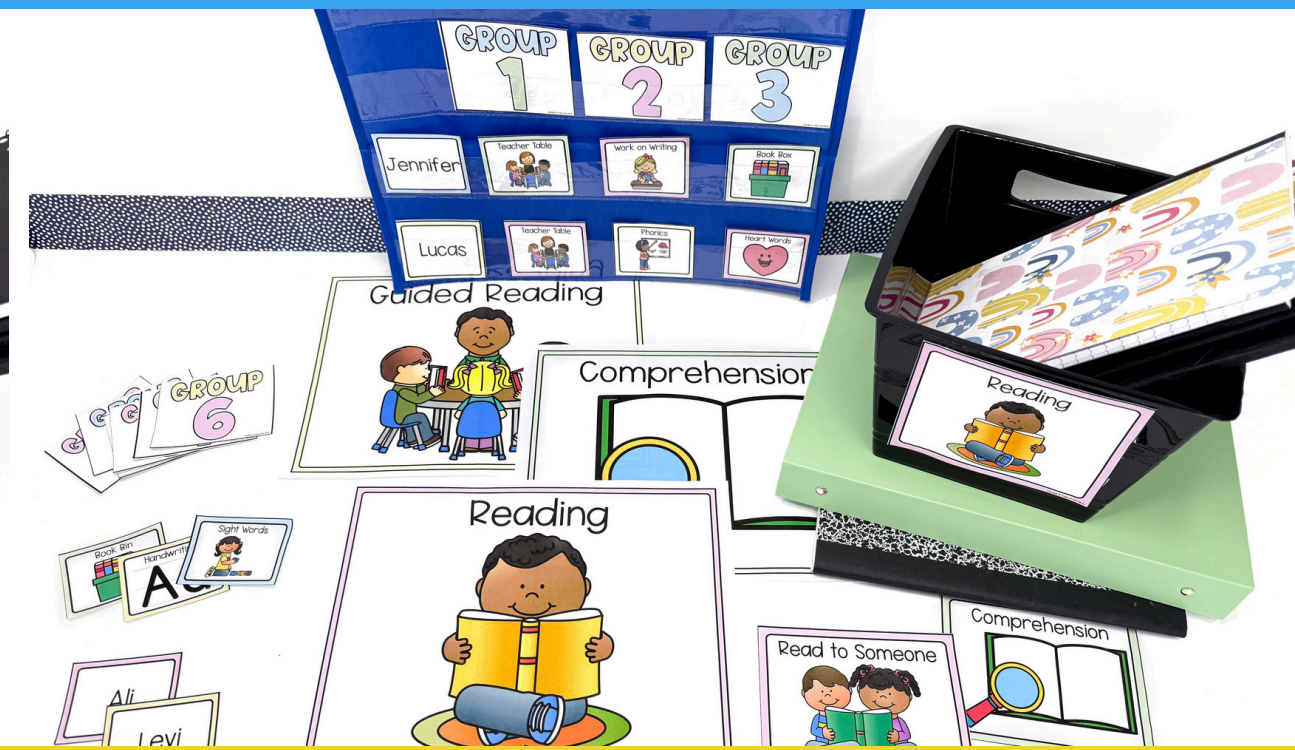 GROUP
1
GROUP
2
GROUP
3
Jennifer
Teacher Table
Work on Writing
Book Box
Lucas
Teacher Table
Phonics
Heart Words
Guided Reading
Comprehension
GROUP
6
Reading
Reading
Book Bin
Sight Words
Ali
Levi
Read to Someone
Comprehension